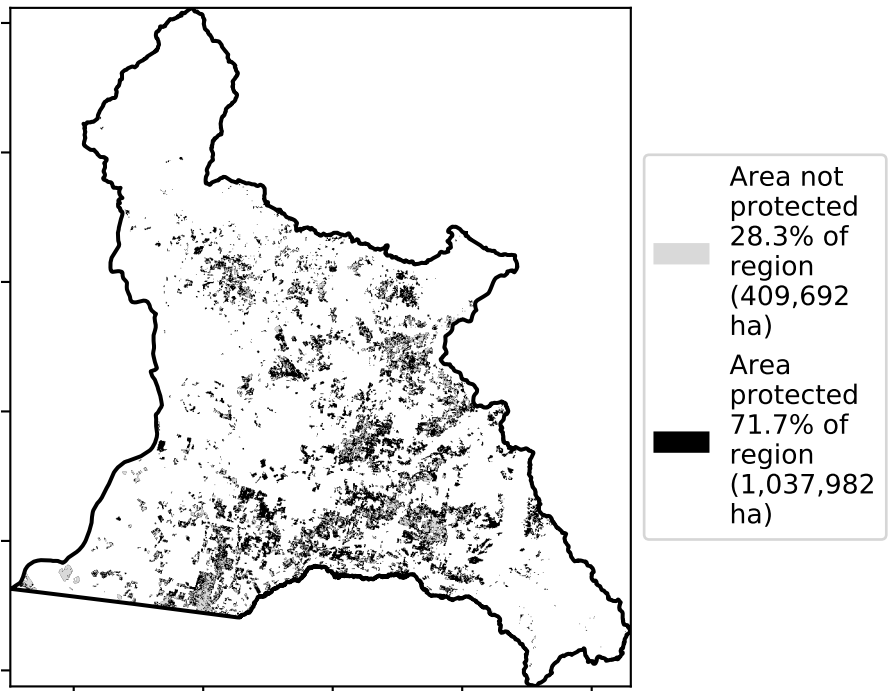 Area not
protected
28.3% of
region
(409,692
ha)
Area
protected
71.7% of
region
(1,037,982
ha)